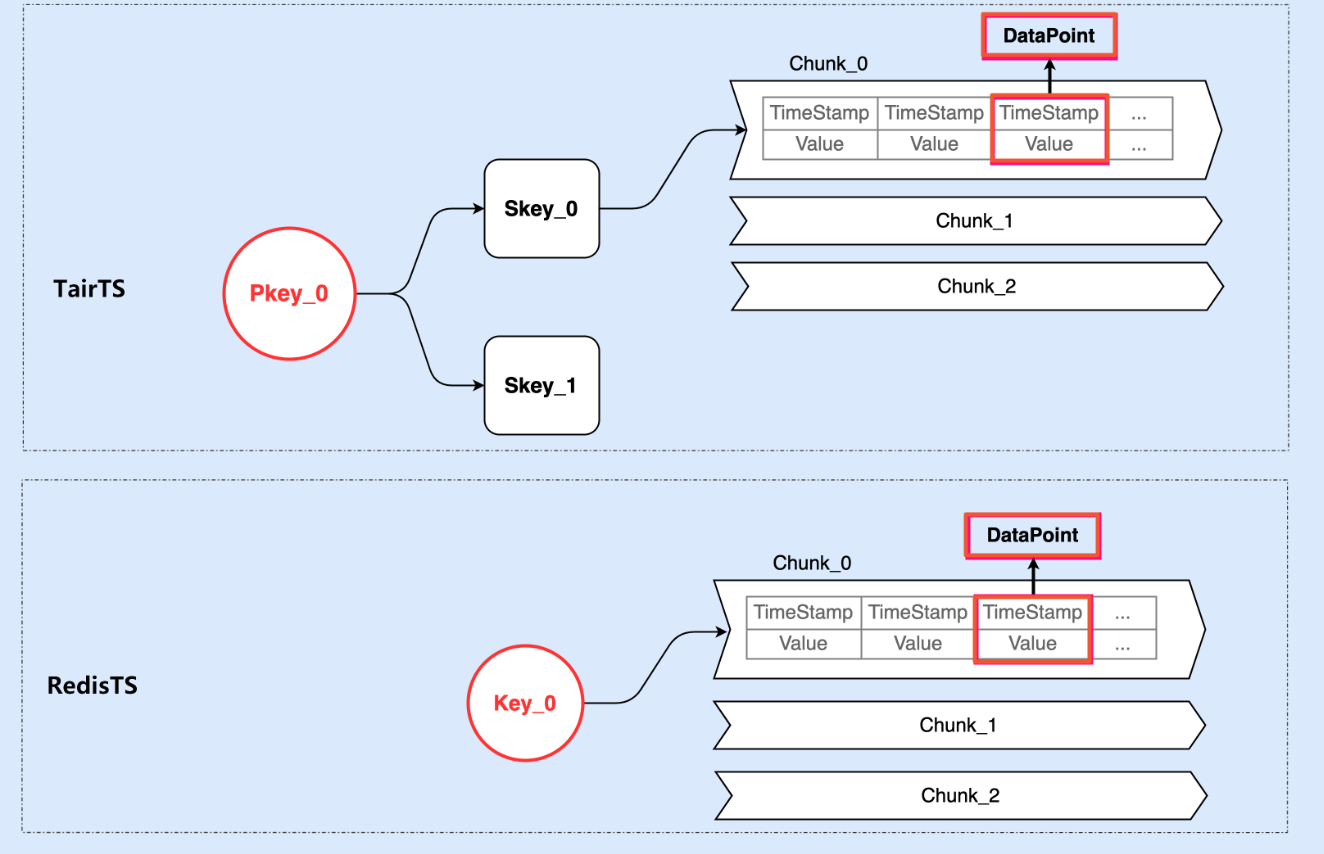 DataPoint
Chunk_0
TimeStamp TimeStamp TimeStamp ...
Value Value Value ...
Skey_0
Chunk_1
Chunk_2
TairTS
Pkey_0
Skey_1
DataPoint
Chunk_0
TimeStamp TimeStamp TimeStamp ...
Value Value Value ...
RedisTS
Key_0
Chunk_1
Chunk_2